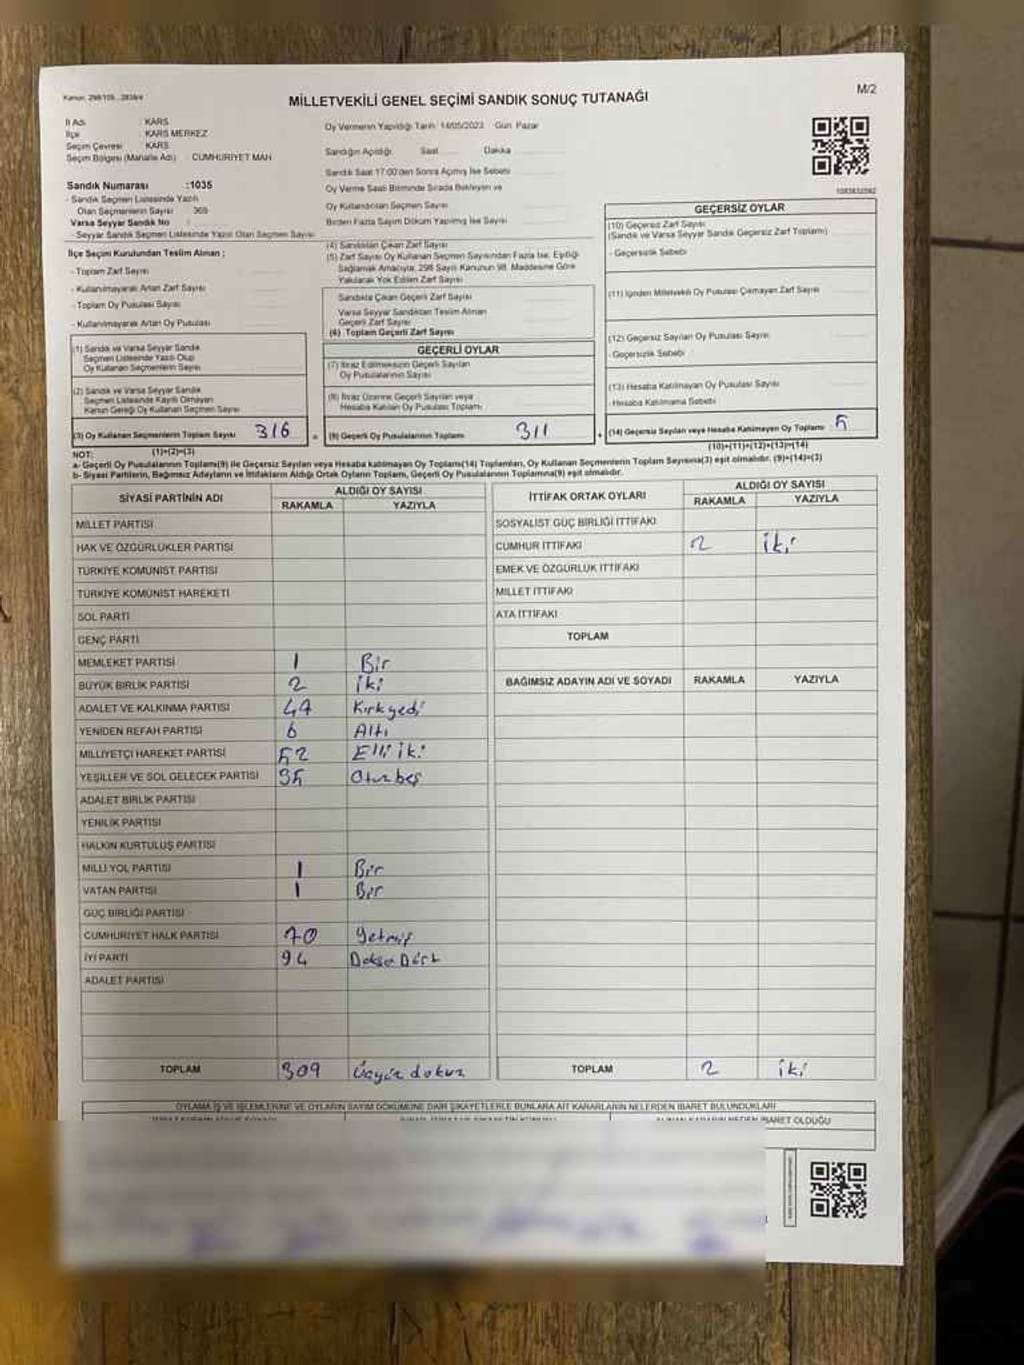 Kanun: 298/105...2839/4
MİLLETVEKİLİ GENEL SEÇİMİ SANDIK SONUÇ TUTANAĞI
M/2
İl Adı : KARS
İlçe : KARS MERKEZ
Seçim Çevresi : KARS
Seçim Bölgesi (Mahalle Adı) : CUMHURİYET MAH
Sandık Numarası :1035
- Sandık Seçmen Listesinde Yazılı
Olan Seçmenlerin Sayısı 369
Varsa Seyyar Sandık No :
- Seyyar Sandık Seçmen Listesinde Yazılı Olan Seçmen Sayısı
Oy Vermenin Yapıldığı Tarih: 14/05/2023 Gün: Pazar
Sandığın Açıldığı: Saat Dakika
Sandık Saat 17:00'den Sonra Açılmış İse Sebebi
Oy Verme Saati Bitiminde Sırada Bekleyen ve
Oy Kullandırılan Seçmen Sayısı
Birden Fazla Sayım Döküm Yapılmış İse Sayısı
İlçe Seçim Kurulundan Teslim Alınan ;
- Toplam Zarf Sayısı
- Kullanılmayarak Artan Zarf Sayısı
- Toplam Oy Pusulası Sayısı
- Kullanılmayarak Artan Oy Pusulası
(4) Sandıktan Çıkan Zarf Sayısı
(5) Zarf Sayısı Oy Kullanan Seçmen Sayısından Fazla İse, Eşitliği
Sağlamak Amacıyla, 298 Sayılı Kanunun 98. Maddesine Göre
Yakılarak Yok Edilen Zarf Sayısı
Sandıkta Çıkan Geçerli Zarf Sayısı
Varsa Seyyar Sandıktan Teslim Alınan
Geçerli Zarf Sayısı
(6) Toplam Geçerli Zarf Sayısı
GEÇERSİZ OYLAR
(10) Geçersiz Zarf Sayısı
(Sandık ve Varsa Seyyar Sandık Geçersiz Zarf Toplamı)
- Geçersizlik Sebebi
(11) İçinden Milletvekili Oy Pusulası Çıkmayan Zarf Sayısı
(12) Geçersiz Sayılan Oy Pusulası Sayısı
- Geçersizlik Sebebi
(13) Hesaba Katılmayan Oy Pusulası Sayısı
- Hesaba Katılmama Sebebi
(1) Sandık ve Varsa Seyyar Sandık
Seçmen Listesinde Yazılı Olup
Oy Kullanan Seçmenlerin Sayısı
(2) Sandık ve Varsa Seyyar Sandık
Seçmen Listesinde Kayıtlı Olmayan
Kanun Gereği Oy Kullanan Seçmen Sayısı
GEÇERLİ OYLAR
(7) İtiraz Edilmeksizin Geçerli Sayılan
Oy Pusulalarının Sayısı
(8) İtiraz Üzerine Geçerli Sayılan veya
Hesaba Katılan Oy Pusulası Toplamı
(3) Oy Kullanan Seçmenlerin Toplam Sayısı 316 = (9) Geçerli Oy Pusulalarının Toplamı 311 + (14) Geçersiz Sayılan veya Hesaba Katılmayan Oy Toplamı 5
NOT: (1)+(2)=(3) (10)+(11)+(12)+(13)=(14)
a- Geçerli Oy Pusulalarının Toplamı(9) ile Geçersiz Sayılan veya Hesaba katılmayan Oy Toplamı(14) Toplamları, Oy Kullanan Seçmenlerin Toplam Sayısına(3) eşit olmalıdır. (9)+(14)=(3)
b- Siyasi Partilerin, Bağımsız Adayların ve İttifakların Aldığı Ortak Oyların Toplamı, Geçerli Oy Pusulalarının Toplamına(9) eşit olmalıdır.
SİYASİ PARTİNİN ADI ALDIĞI OY SAYISI
RAKAMLA YAZIYLA
MİLLET PARTİSİ
HAK VE ÖZGÜRLÜKLER PARTİSİ
TÜRKİYE KOMÜNİST PARTİSİ
TÜRKİYE KOMÜNİST HAREKETİ
SOL PARTİ
GENÇ PARTİ
MEMLEKET PARTİSİ 1 Bir
BÜYÜK BİRLİK PARTİSİ 2 iki
ADALET VE KALKINMA PARTİSİ 47 Kırkyedi
YENİDEN REFAH PARTİSİ 6 Altı
MİLLİYETÇİ HAREKET PARTİSİ 52 Elli iki
YEŞİLLER VE SOL GELECEK PARTİSİ 35 Otuzbeş
ADALET BİRLİK PARTİSİ
YENİLİK PARTİSİ
HALKIN KURTULUŞ PARTİSİ
MİLLİ YOL PARTİSİ 1 Bir
VATAN PARTİSİ 1 Bir
GÜÇ BİRLİĞİ PARTİSİ
CUMHURİYET HALK PARTİSİ 70 Yetmiş
İYİ PARTİ 94 Doksa Dört
ADALET PARTİSİ
TOPLAM 309 Üçyüz dokuz
İTTİFAK ORTAK OYLARI ALDIĞI OY SAYISI
RAKAMLA YAZIYLA
SOSYALİST GÜÇ BİRLİĞİ İTTİFAKI
CUMHUR İTTİFAKI 2 iki
EMEK VE ÖZGÜRLÜK İTTİFAKI
MİLLET İTTİFAKI
ATA İTTİFAKI
TOPLAM
BAĞIMSIZ ADAYIN ADI VE SOYADI RAKAMLA YAZIYLA
TOPLAM 2 iki
OYLAMA İŞ VE İŞLEMLERİNE VE OYLARIN SAYIM DÖKÜMÜNE DAİR ŞİKAYETLERLE BUNLARA AİT KARARLARIN NELERDEN İBARET BULUNDUKLARI